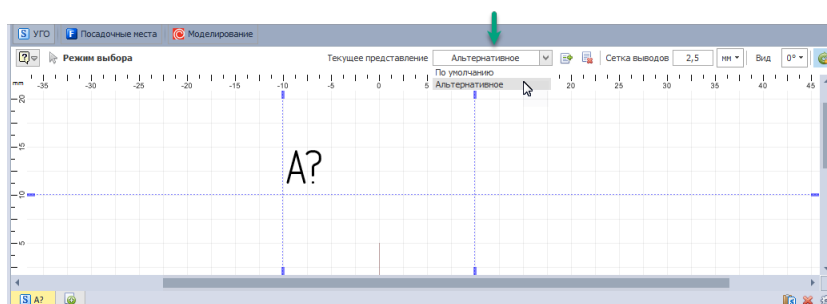 УГО Посадочные места Моделирование
Режим выбора Текущее представление Альтернативное Сетка выводов 2,5 мм Вид 0°
По умолчанию
Альтернативное
mm -35 -30 -25 -20 -15 -10 -5 0 5 20 25 30 35 40 45
20
15
A?
10
5
A?